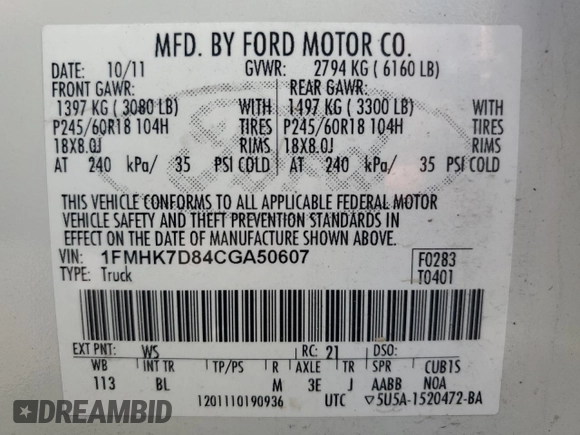 MFD. BY FORD MOTOR CO.
DATE: 10/11 GVWR: 2794 KG ( 6160 LB)
FRONT GAWR: REAR GAWR:
1397 KG ( 3080 LB) WITH 1497 KG ( 3300 LB) WITH
P245/60R18 104H TIRES P245/60R18 104H TIRES
18X8.0J RIMS 18X8.0J RIMS
AT 240 kPa/ 35 PSI COLD AT 240 kPa/ 35 PSI COLD
THIS VEHICLE CONFORMS TO ALL APPLICABLE FEDERAL MOTOR
VEHICLE SAFETY AND THEFT PREVENTION STANDARDS IN
EFFECT ON THE DATE OF MANUFACTURE SHOWN ABOVE.
VIN: 1FMHK7D84CGA50607 F0283
TYPE: Truck T0401
EXT PNT: WS RC: 21 DSO:
WB INT TR TP/PS R AXLE TR SPR CUB1S
113 BL M 3E J AABB N0A
1201110190936 UTC ▽5U5A-1520472-BA
DREAMBID